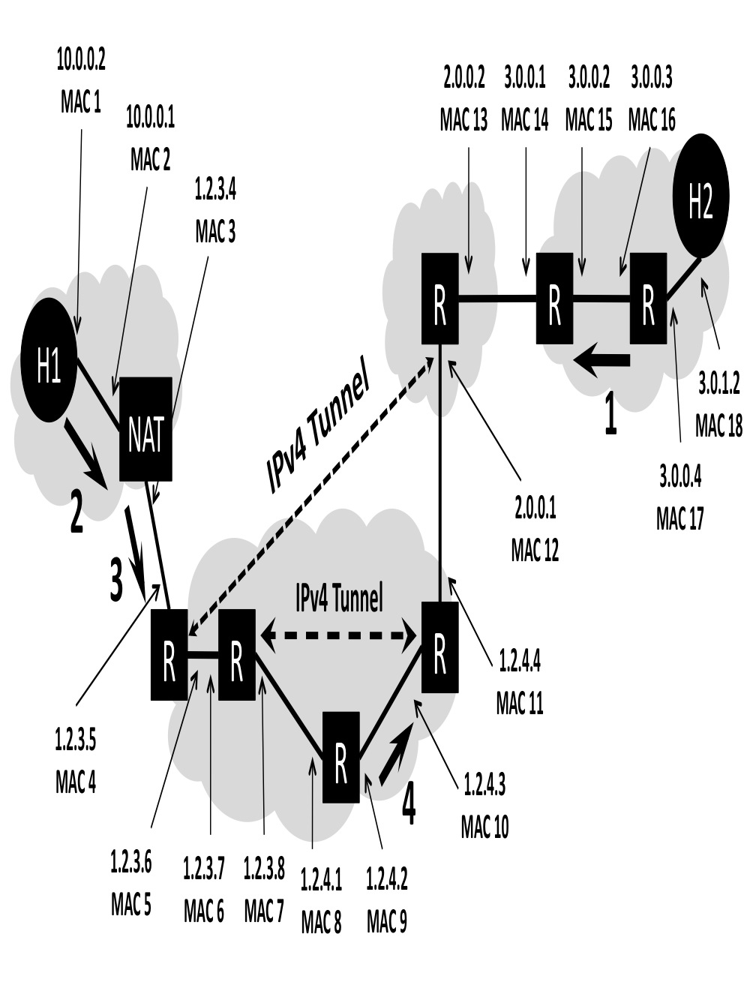 10.0.0.2
MAC 1
10.0.0.1
MAC 2
1.2.3.4
MAC 3
2.0.0.2
MAC 13
3.0.0.1
MAC 14
3.0.0.2
MAC 15
3.0.0.3
MAC 16
H2
H1
NAT
R
R
R
1
3.0.1.2
MAC 18
3.0.0.4
MAC 17
IPv4 Tunnel
2
3
2.0.0.1
MAC 12
IPv4 Tunnel
R
R
R
1.2.4.4
MAC 11
1.2.3.5
MAC 4
R
4
1.2.4.3
MAC 10
1.2.3.6
MAC 5
1.2.3.7
MAC 6
1.2.3.8
MAC 7
1.2.4.1
MAC 8
1.2.4.2
MAC 9